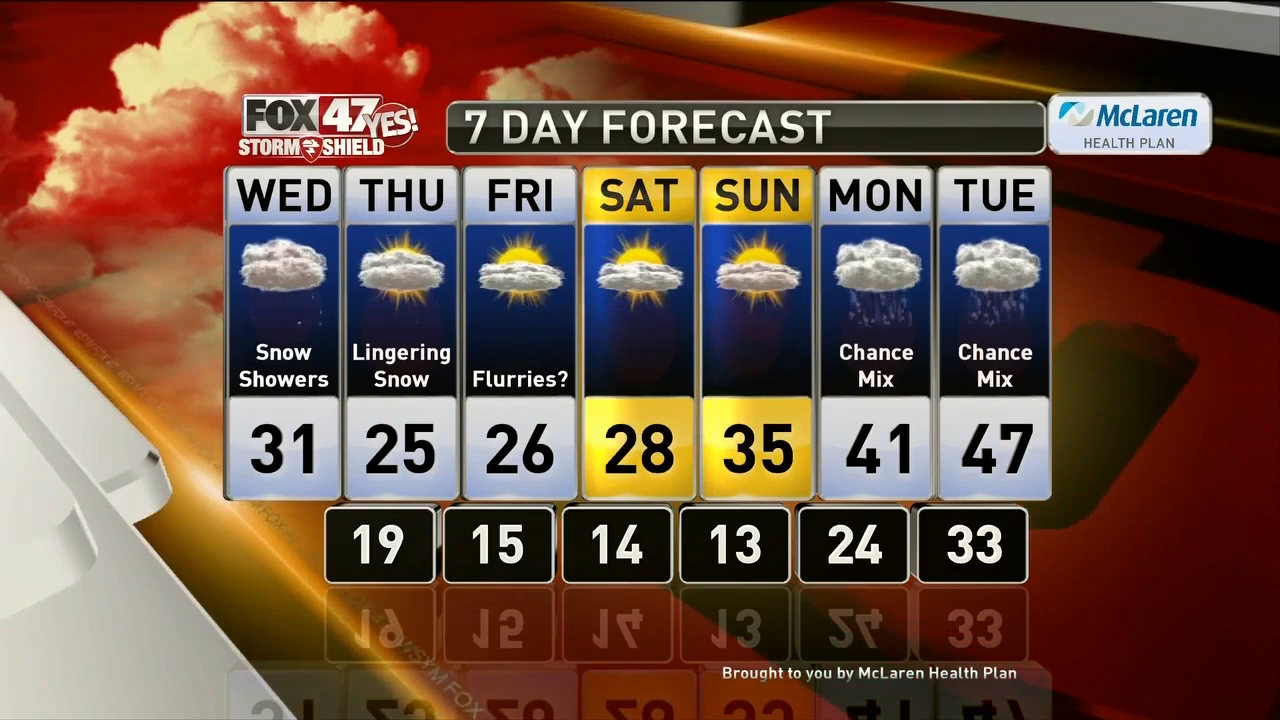 FOX 47 YES!
STORM SHIELD
7 DAY FORECAST
McLaren
HEALTH PLAN
WED THU FRI SAT SUN MON TUE
Snow Showers
Lingering Snow
Flurries?
Chance Mix
Chance Mix
31 25 26 28 35 41 47
19 15 14 13 24 33
Brought to you by McLaren Health Plan